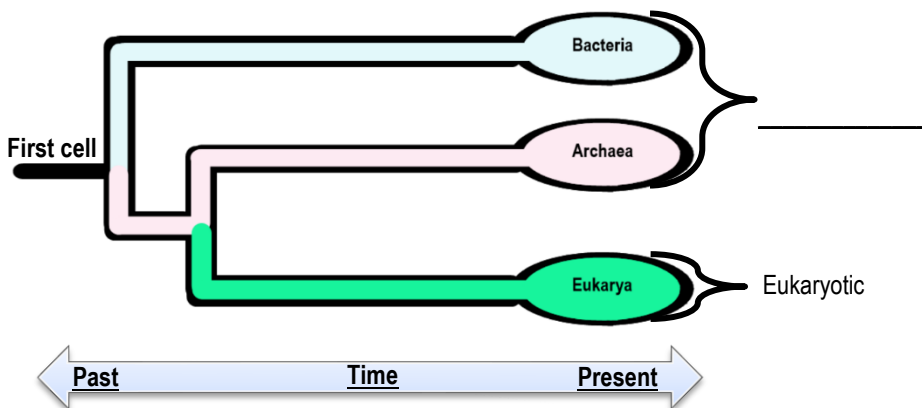 Bacteria
First cell
Archaea
Eukarya
Eukaryotic
Past Time Present